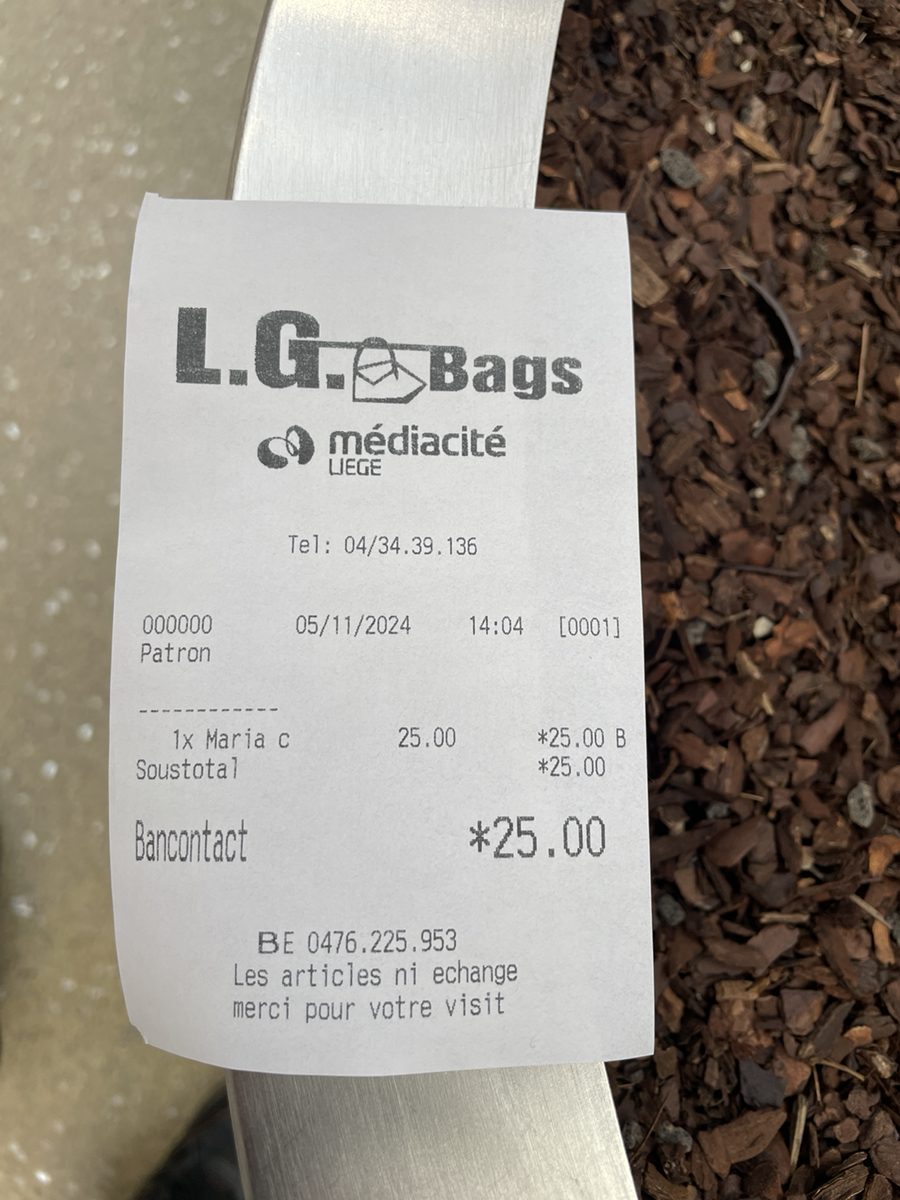 L.G. Bags
médiacité
LIEGE
Tel: 04/34.39.136
000000 05/11/2024 14:04 [0001]
Patron
------------
1x Maria c 25.00 *25.00 B
Soustotal *25.00
Bancontact *25.00
BE 0476.225.953
Les articles ni echange
merci pour votre visit